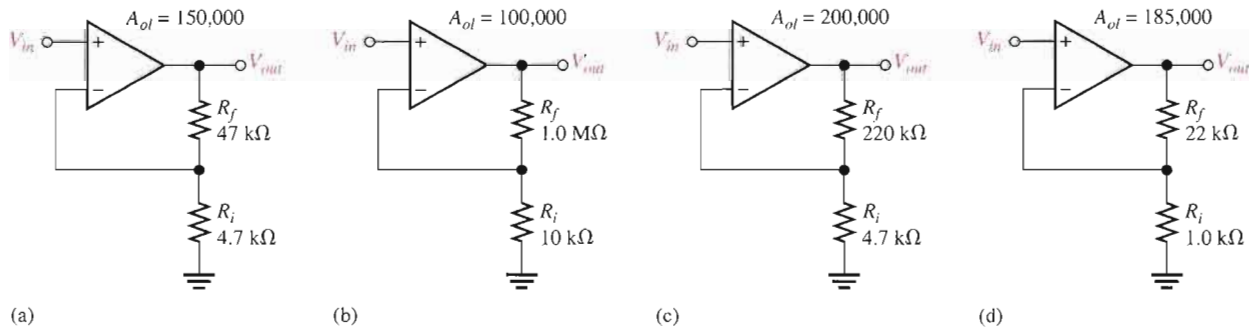 A_ol = 150,000
V_in
+
−
V_out
R_f
47 kΩ
R_i
4.7 kΩ
(a)
A_ol = 100,000
V_in
+
−
V_out
R_f
1.0 MΩ
R_i
10 kΩ
(b)
A_ol = 200,000
V_in
+
−
V_out
R_f
220 kΩ
R_i
4.7 kΩ
(c)
A_ol = 185,000
V_in
+
−
V_out
R_f
22 kΩ
R_i
1.0 kΩ
(d)